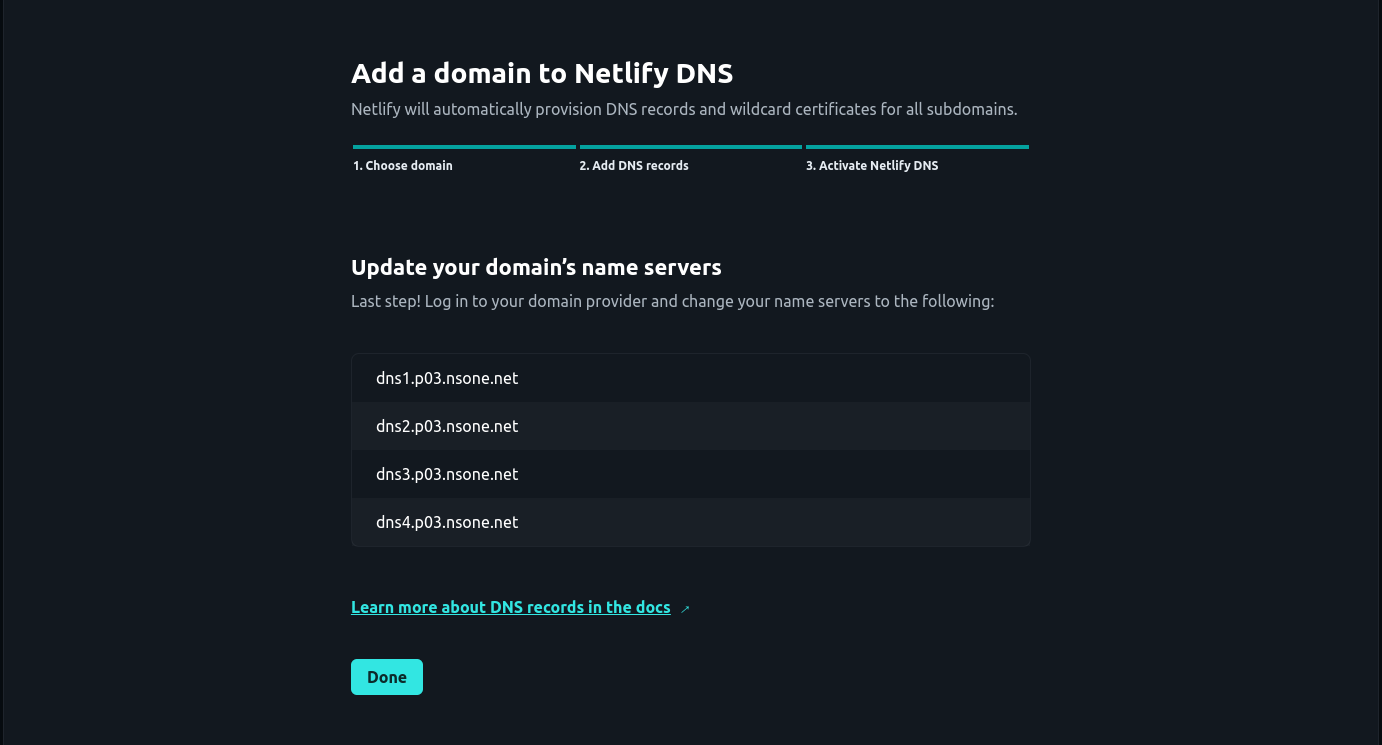 Add a domain to Netlify DNS
Netlify will automatically provision DNS records and wildcard certificates for all subdomains.
1. Choose domain
2. Add DNS records
3. Activate Netlify DNS
Update your domain’s name servers
Last step! Log in to your domain provider and change your name servers to the following:
dns1.p03.nsone.net
dns2.p03.nsone.net
dns3.p03.nsone.net
dns4.p03.nsone.net
Learn more about DNS records in the docs ↗
Done